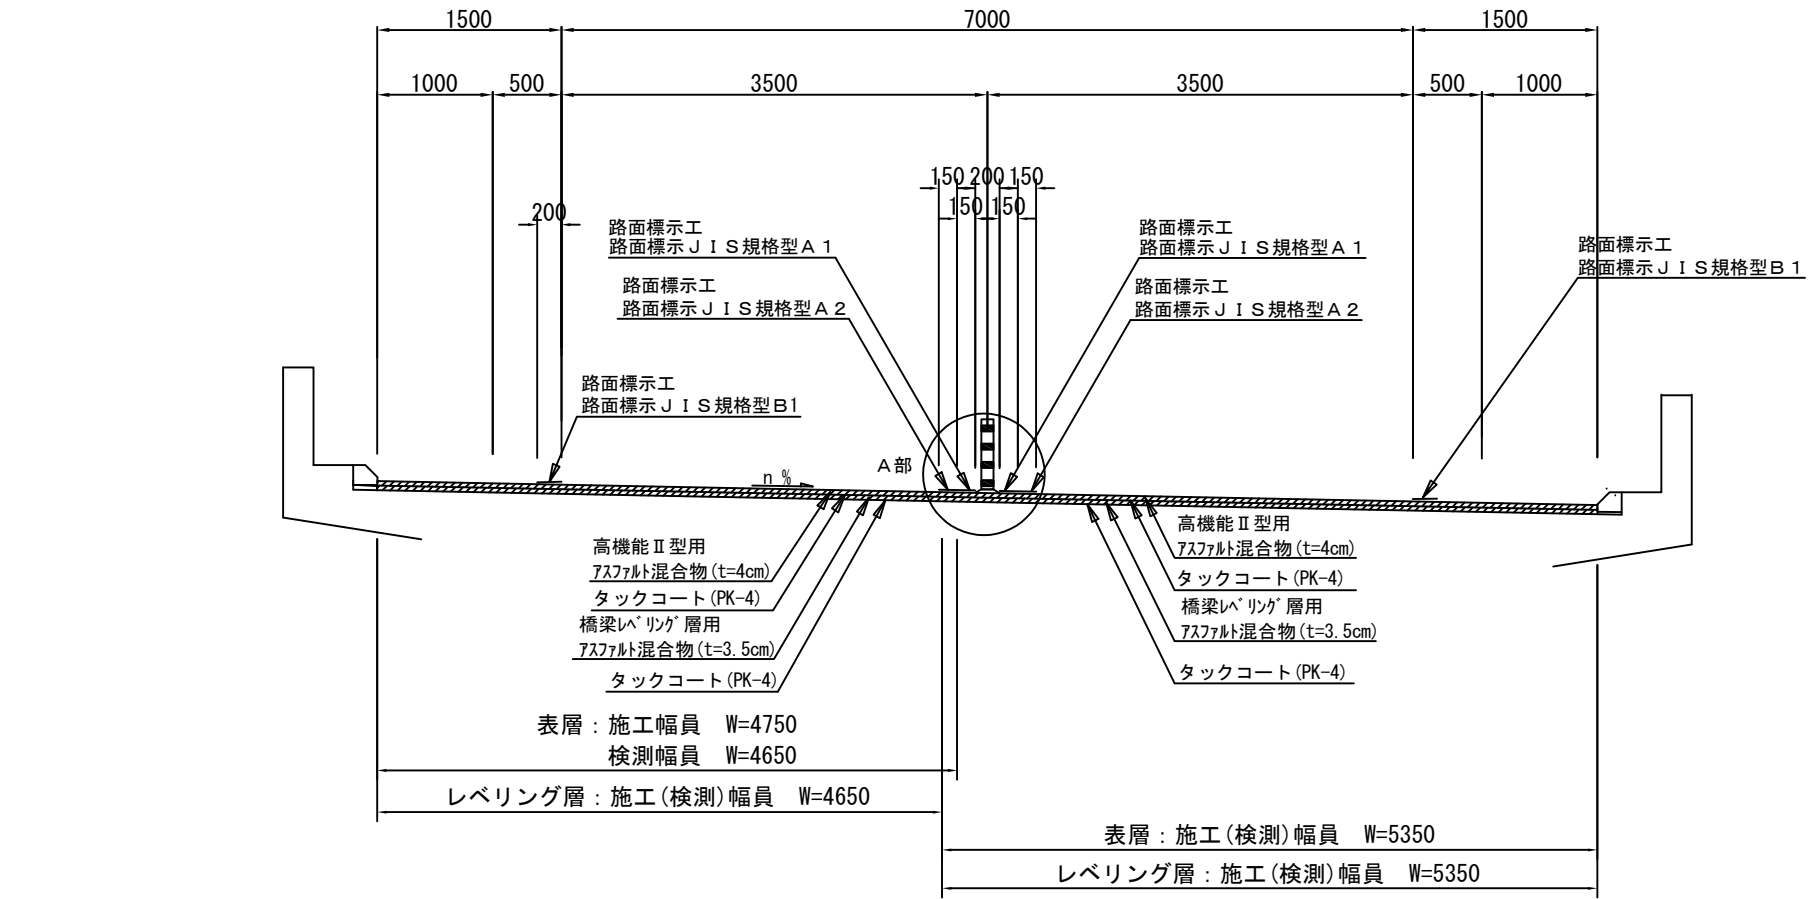 1500
7000
1500
1000
500
3500
3500
500
1000
150
200
150
150
150
200
路面標示工
路面標示ＪＩＳ規格型Ａ１
路面標示工
路面標示ＪＩＳ規格型Ａ２
路面標示工
路面標示ＪＩＳ規格型Ａ１
路面標示工
路面標示ＪＩＳ規格型Ａ２
路面標示工
路面標示ＪＩＳ規格型Ｂ１
路面標示工
路面標示ＪＩＳ規格型Ｂ1
Ａ部
n %
高機能Ⅱ型用
ｱｽﾌｧﾙﾄ混合物(t=4cm)
タックコート(PK-4)
橋梁ﾚﾍﾞﾘﾝｸﾞ層用
ｱｽﾌｧﾙﾄ混合物(t=3.5cm)
タックコート(PK-4)
高機能Ⅱ型用
ｱｽﾌｧﾙﾄ混合物(t=4cm)
タックコート(PK-4)
橋梁ﾚﾍﾞﾘﾝｸﾞ層用
ｱｽﾌｧﾙﾄ混合物(t=3.5cm)
タックコート(PK-4)
表層：施工幅員　W=4750
検測幅員　W=4650
レベリング層：施工(検測)幅員　W=4650
表層：施工(検測)幅員　W=5350
レベリング層：施工(検測)幅員　W=5350